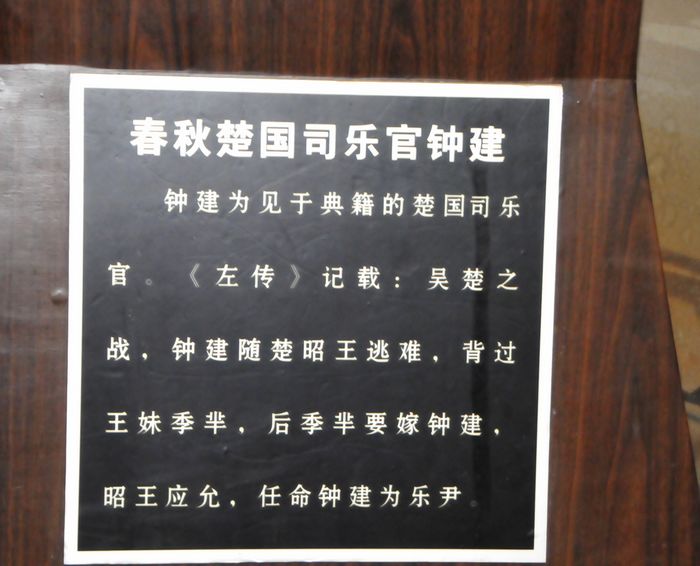 春秋楚国司乐官钟建
钟建为见于典籍的楚国司乐
官。《左传》记载：吴楚之
战，钟建随楚昭王逃难，背过
王妹季芈，后季芈要嫁钟建，
昭王应允，任命钟建为乐尹。